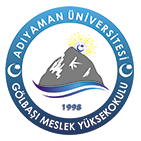 ADIYAMAN ÜNİVERSİTESİ
1998
GÖLBAŞI MESLEK YÜKSEKOKULU